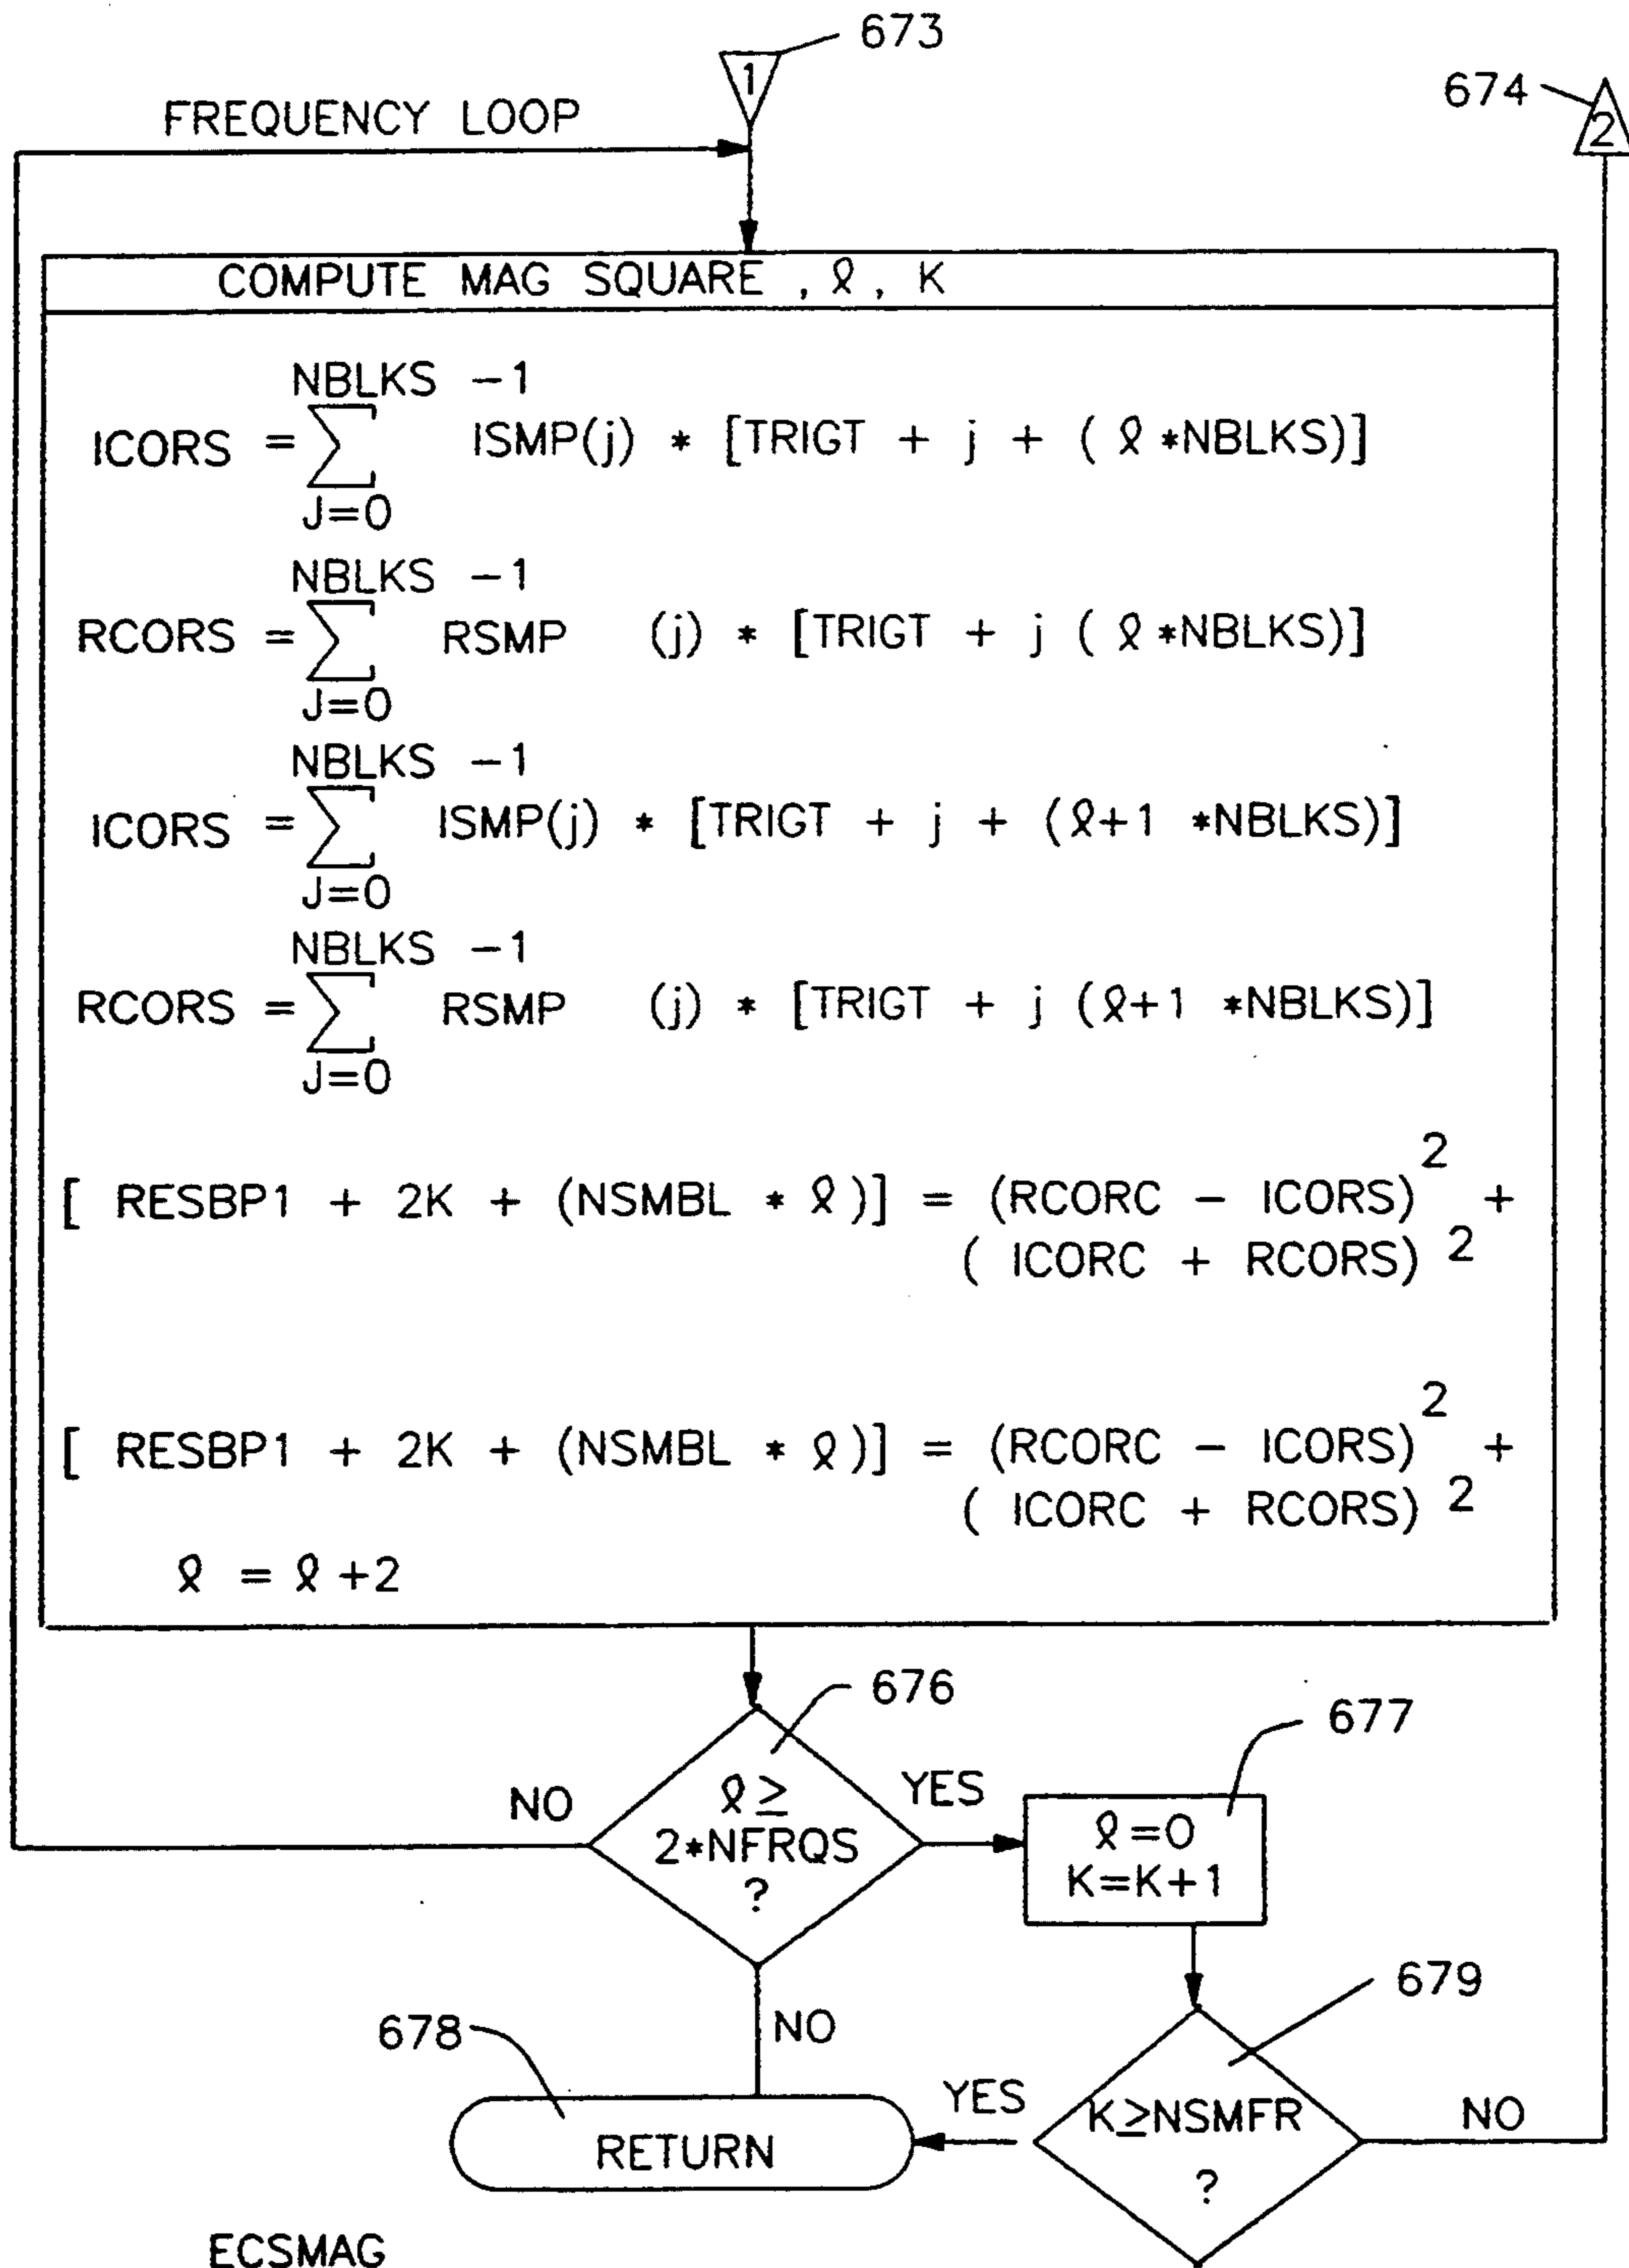 673
1
674
2
FREQUENCY LOOP
COMPUTE MAG SQUARE , ℓ, K
NBLKS -1
ICORS = ∑ ISMP(j) * [TRIGT + j + ( ℓ *NBLKS)]
J=0
NBLKS -1
RCORS = ∑ RSMP (j) * [TRIGT + j ( ℓ *NBLKS)]
J=0
NBLKS -1
ICORS = ∑ ISMP(j) * [TRIGT + j + (ℓ+1 *NBLKS)]
J=0
NBLKS -1
RCORS = ∑ RSMP (j) * [TRIGT + j (ℓ+1 *NBLKS)]
J=0
[ RESBP1 + 2K + (NSMBL * ℓ)] = (RCORC - ICORS)² +
( ICORC + RCORS) ²
[ RESBP1 + 2K + (NSMBL * ℓ)] = (RCORC - ICORS)² +
( ICORC + RCORS) ²
ℓ = ℓ +2
676
677
NO
ℓ ≥
2*NFRQS
?
YES
ℓ=0
K=K+1
679
678
NO
YES
K≥NSMFR
?
NO
RETURN
ECSMAG